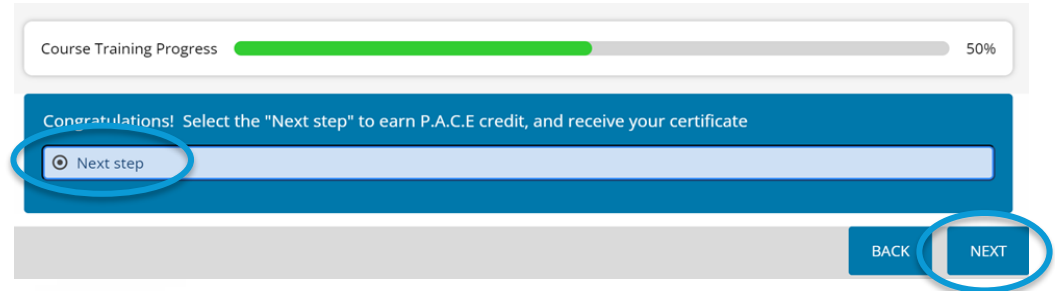 Course Training Progress 50%
Congratulations!  Select the "Next step" to earn P.A.C.E credit, and receive your certificate
Next step
BACK NEXT